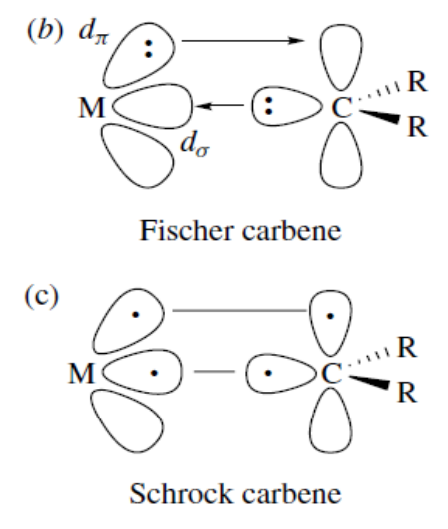 (b) dπ
M C R
R
dσ
Fischer carbene
(c)
R
M C
R
Schrock carbene